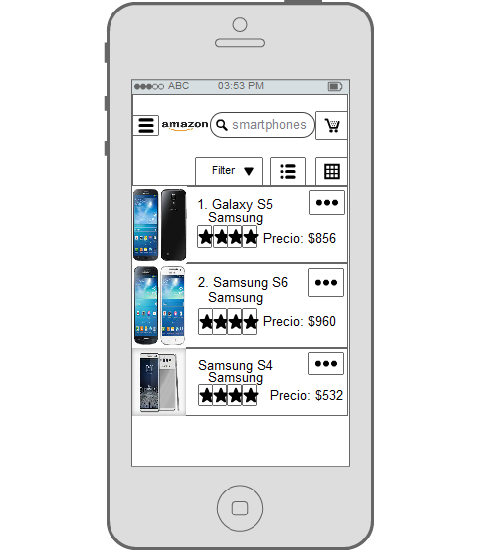 ABC 03:53 PM
amazon smartphones
Filter
1. Galaxy S5
Samsung
Precio: $856
2. Samsung S6
Samsung
Precio: $960
Samsung S4
Samsung
Precio: $532